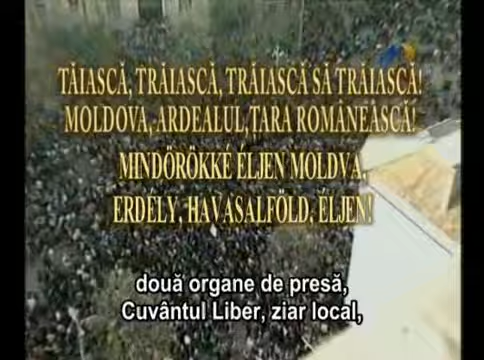 TĂIASCĂ, TRĂIASCĂ, TRĂIASCĂ SĂ TRĂIASCĂ!
MOLDOVA, ARDEALUL, ȚARA ROMÂNEASCĂ!
MINDÖRÖKKÉ ÉLJEN MOLDVA,
ERDÉLY, HAVASALFÖLD, ÉLJEN!
două organe de presă,
Cuvântul Liber, ziar local,